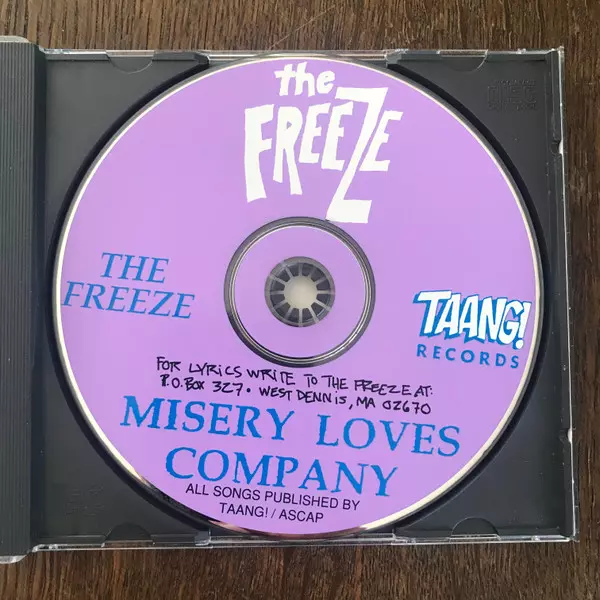 the
FREEZE
THE
FREEZE
TAANG!
RECORDS
FOR LYRICS WRITE TO THE FREEZE AT:
P.O. BOX 327 • WEST DENNIS, MA 02670
MISERY LOVES
COMPANY
ALL SONGS PUBLISHED BY
TAANG! / ASCAP